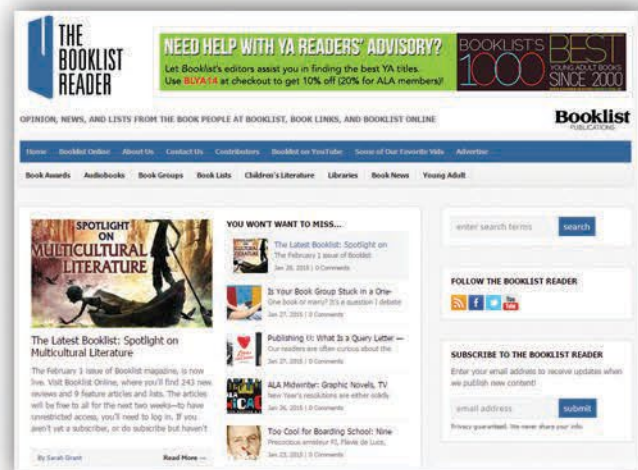 THE
BOOKLIST
READER
NEED HELP WITH YA READERS' ADVISORY?
Let Booklist's editors assist you in finding the best YA titles.
Use BLYA14 at checkout to get 10% off (20% for ALA members)!
BOOKLIST'S
1000
BEST
YOUNG ADULT BOOKS
SINCE 2000
OPINION, NEWS, AND LISTS FROM THE BOOK PEOPLE AT BOOKLIST, BOOK LINKS, AND BOOKLIST ONLINE
Booklist
PUBLICATIONS
Home Booklist Online About Us Contact Us Contributors Booklist on YouTube Some of Our Favorite Vids Advertise
Book Awards Audiobooks Book Groups Book Lists Children's Literature Libraries Book News Young Adult
SPOTLIGHT
ON
MULTICULTURAL
LITERATURE
The Latest Booklist: Spotlight on
Multicultural Literature
The February 1 issue of Booklist magazine, is now
live. Visit Booklist Online, where you'll find 243 new
reviews and 9 feature articles and lists. The articles
will be free to all for the next two weeks—to have
unrestricted access, you'll need to log in. If you
aren't yet a subscriber, or do subscribe but haven't
By Sarah Grant Read More —
YOU WON'T WANT TO MISS...
The Latest Booklist: Spotlight on
The February 1 issue of Booklist
Jan 28, 2015 | 0 Comments
Is Your Book Group Stuck in a One-
One book or many? It's a question I debate
Jan 27, 2015 | 0 Comments
Publishing U: What Is a Query Letter —
Our readers are often curious about the
Jan 27, 2015 | 0 Comments
ALA Midwinter: Graphic Novels, TV
New Year's resolutions are either oddly
Jan 26, 2015 | 0 Comments
Too Cool for Boarding School: Nine
Precocious amateur PI, Flavia de Luce,
Jan 23, 2015 | 0 Comments
enter search terms search
FOLLOW THE BOOKLIST READER
You
Tube
SUBSCRIBE TO THE BOOKLIST READER
Enter your email address to receive updates when
we publish new content!
email address submit
Privacy guaranteed. We never share your info.